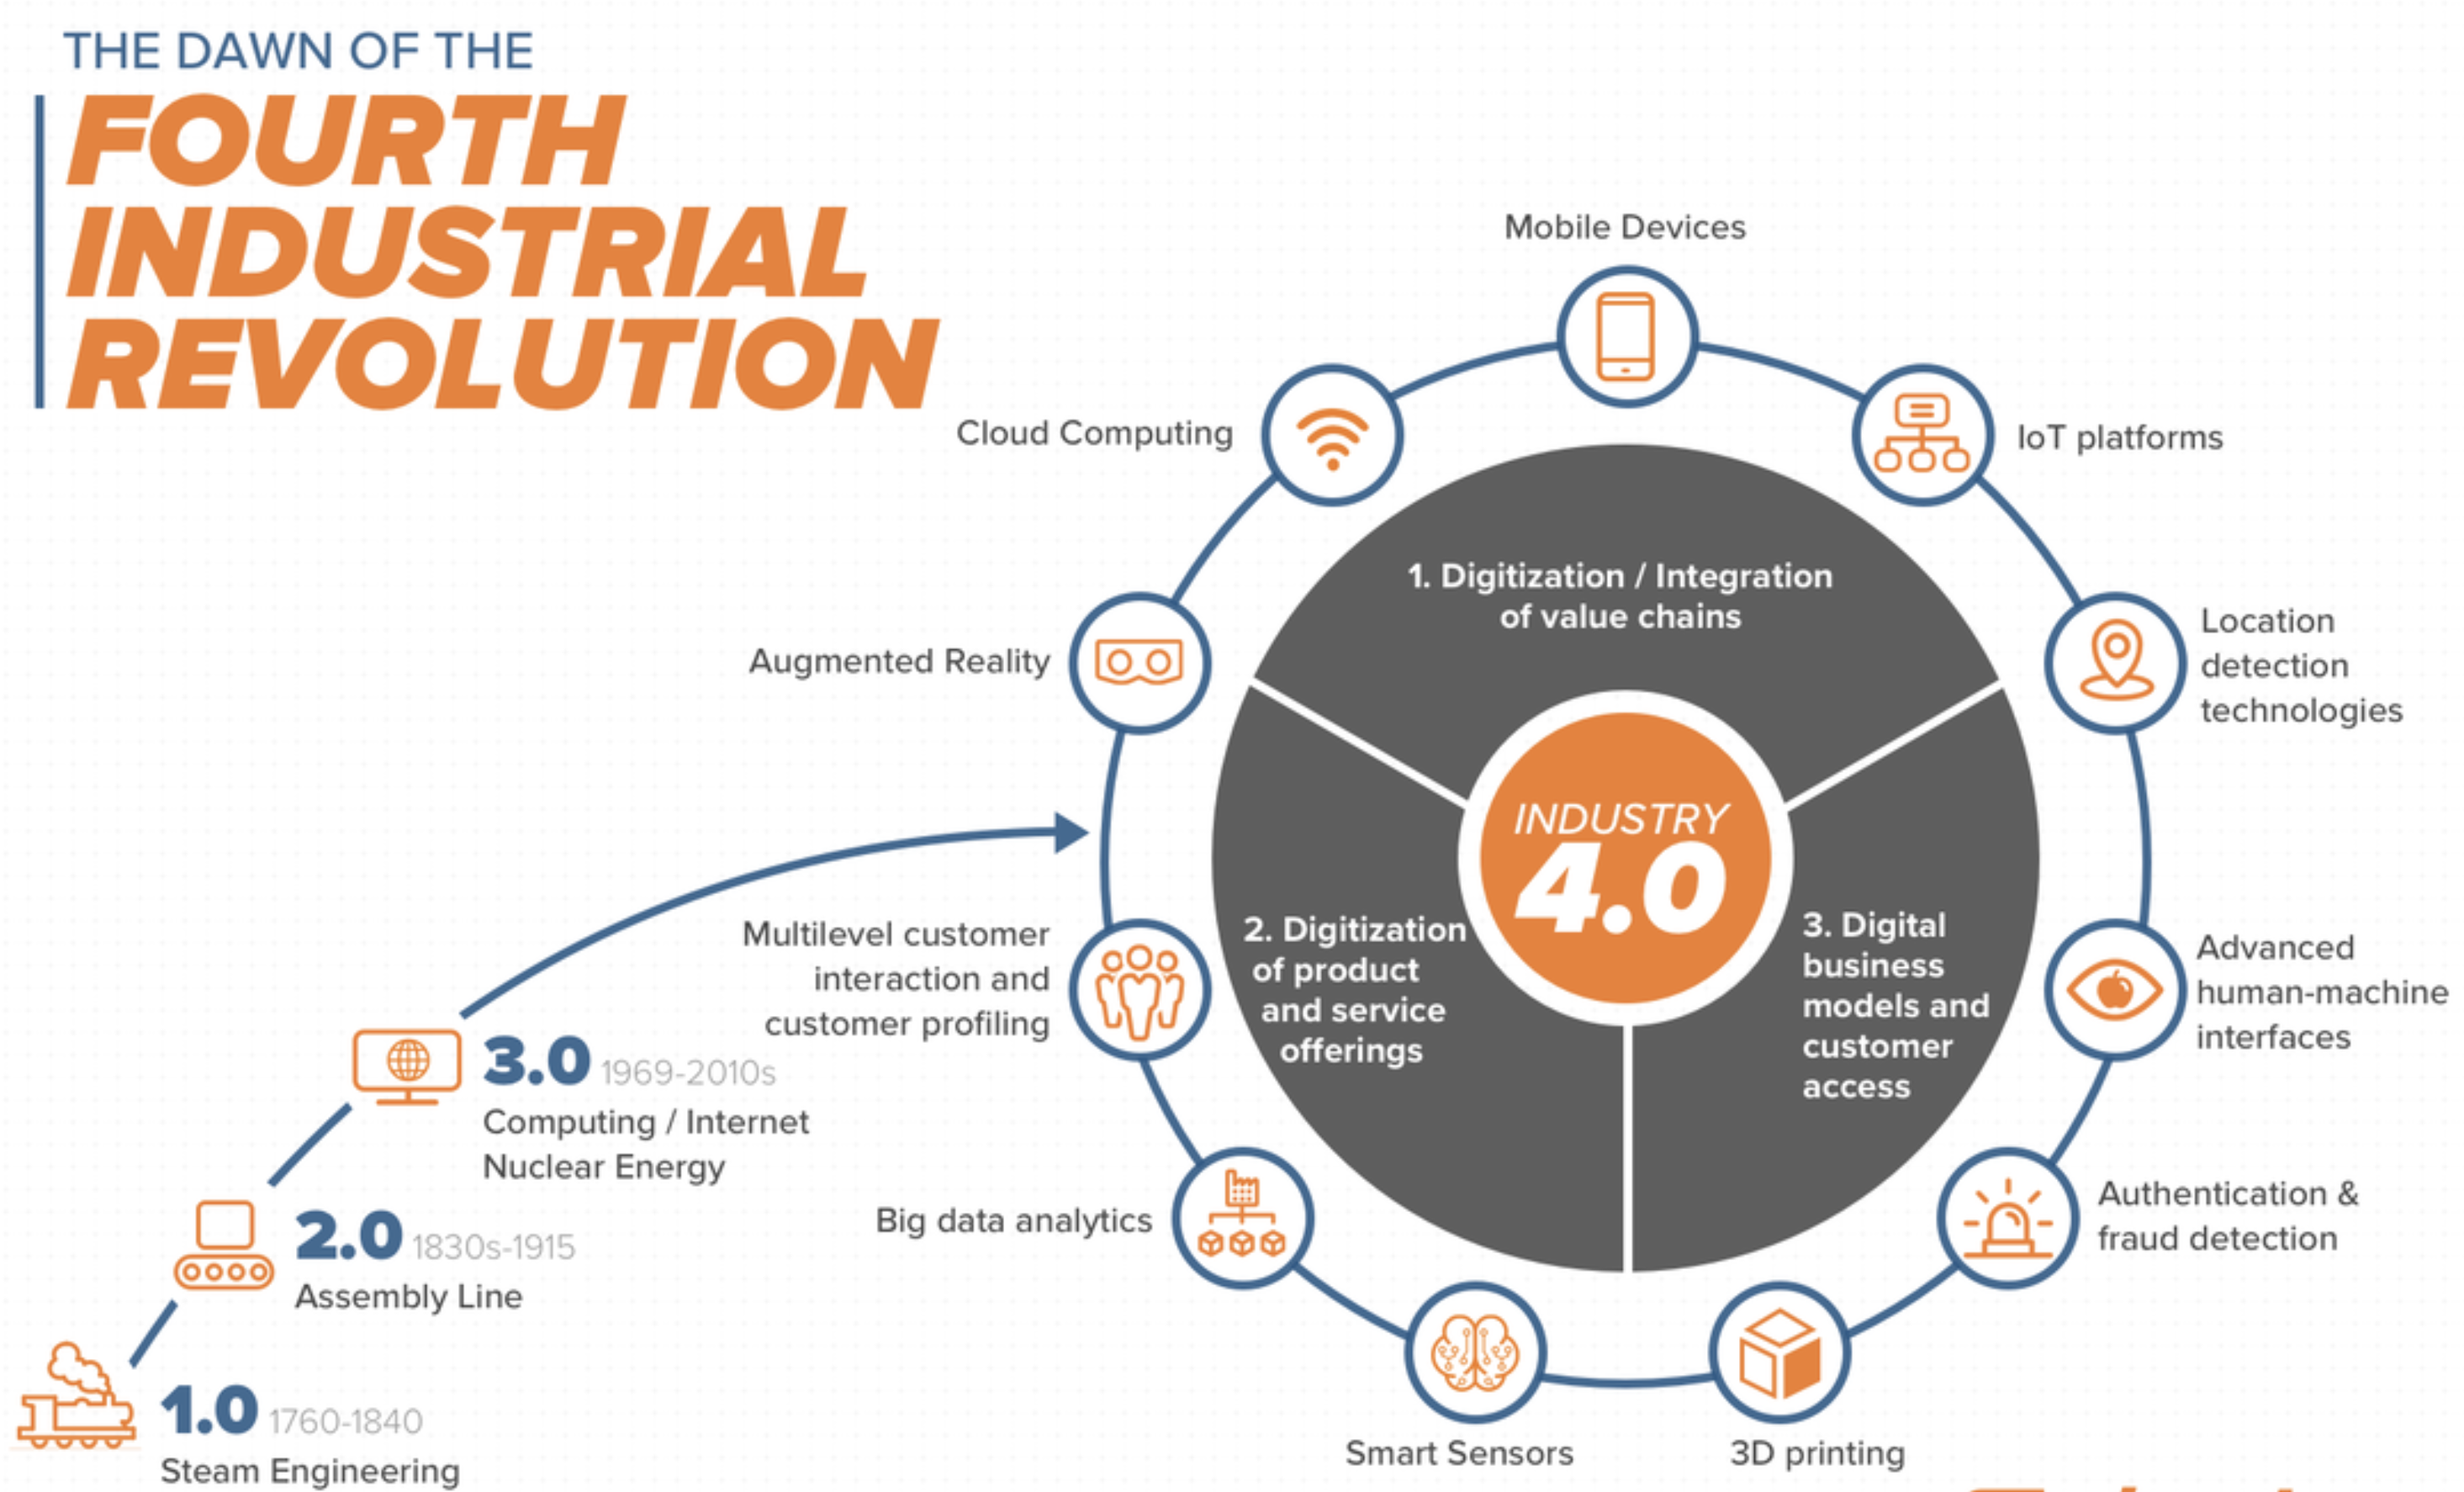 THE DAWN OF THE
FOURTH
INDUSTRIAL
REVOLUTION
Mobile Devices
Cloud Computing
IoT platforms
Augmented Reality
Location
detection
technologies
1. Digitization / Integration
of value chains
INDUSTRY
4.0
2. Digitization
of product
and service
offerings
3. Digital
business
models and
customer
access
Multilevel customer
interaction and
customer profiling
Advanced
human-machine
interfaces
Big data analytics
Authentication &
fraud detection
Smart Sensors
3D printing
3.0 1969-2010s
Computing / Internet
Nuclear Energy
2.0 1830s-1915
Assembly Line
1.0 1760-1840
Steam Engineering